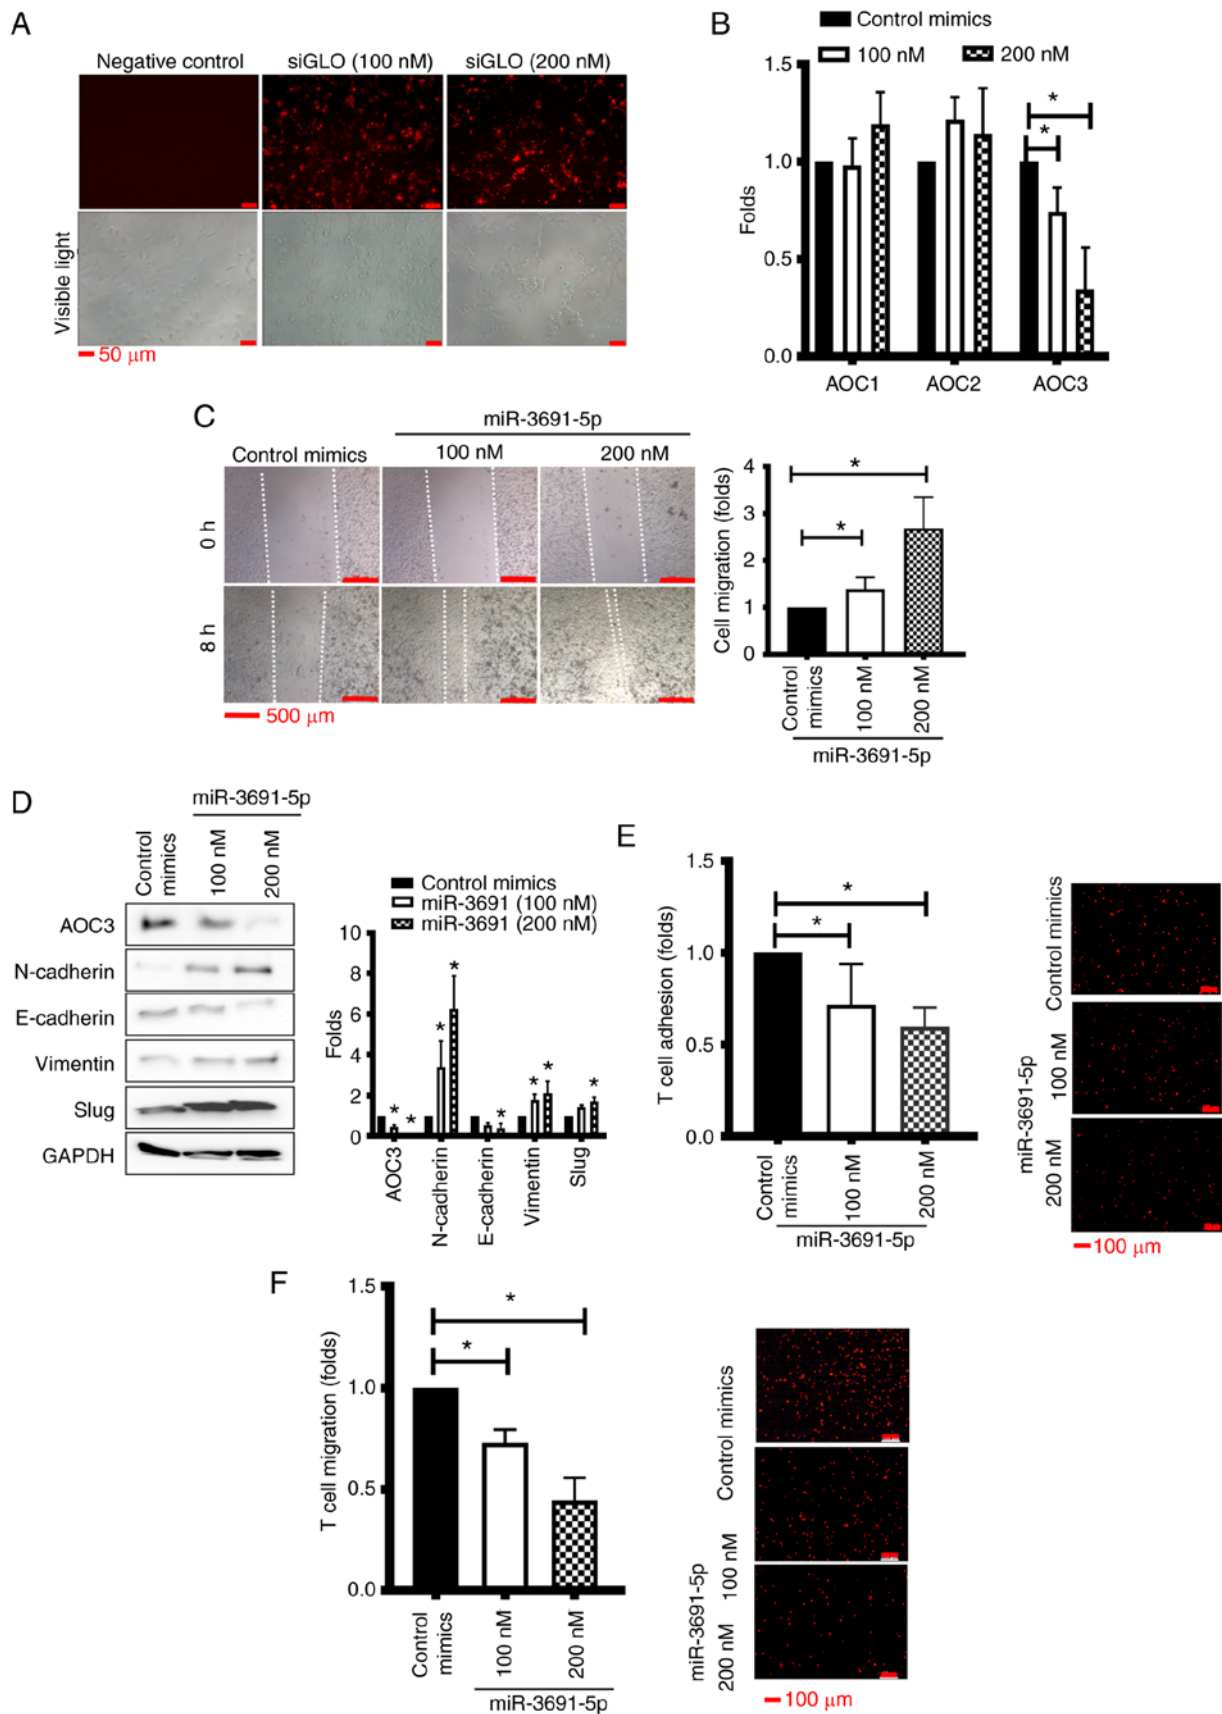 A
Negative control
siGLO (100 nM)
siGLO (200 nM)
Visible light
50 µm
B
Control mimics
100 nM
200 nM
Folds
1.5
1.0
0.5
0.0
*
*
AOC1
AOC2
AOC3
C
miR-3691-5p
Control mimics
100 nM
200 nM
0 h
8 h
500 µm
Cell migration (folds)
4
3
2
1
0
*
*
Control
mimics
100 nM
200 nM
miR-3691-5p
D
miR-3691-5p
Control
mimics
100 nM
200 nM
AOC3
N-cadherin
E-cadherin
Vimentin
Slug
GAPDH
Control mimics
miR-3691 (100 nM)
miR-3691 (200 nM)
Folds
10
8
6
4
2
0
*
*
*
*
*
*
*
*
AOC3
N-cadherin
E-cadherin
Vimentin
Slug
E
T cell adhesion (folds)
1.5
1.0
0.5
0.0
*
*
Control
mimics
100 nM
200 nM
miR-3691-5p
Control mimics
miR-3691-5p
100 nM
200 nM
100 µm
F
T cell migration (folds)
1.5
1.0
0.5
0.0
*
*
Control
mimics
100 nM
200 nM
miR-3691-5p
Control mimics
miR-3691-5p
100 nM
200 nM
100 µm